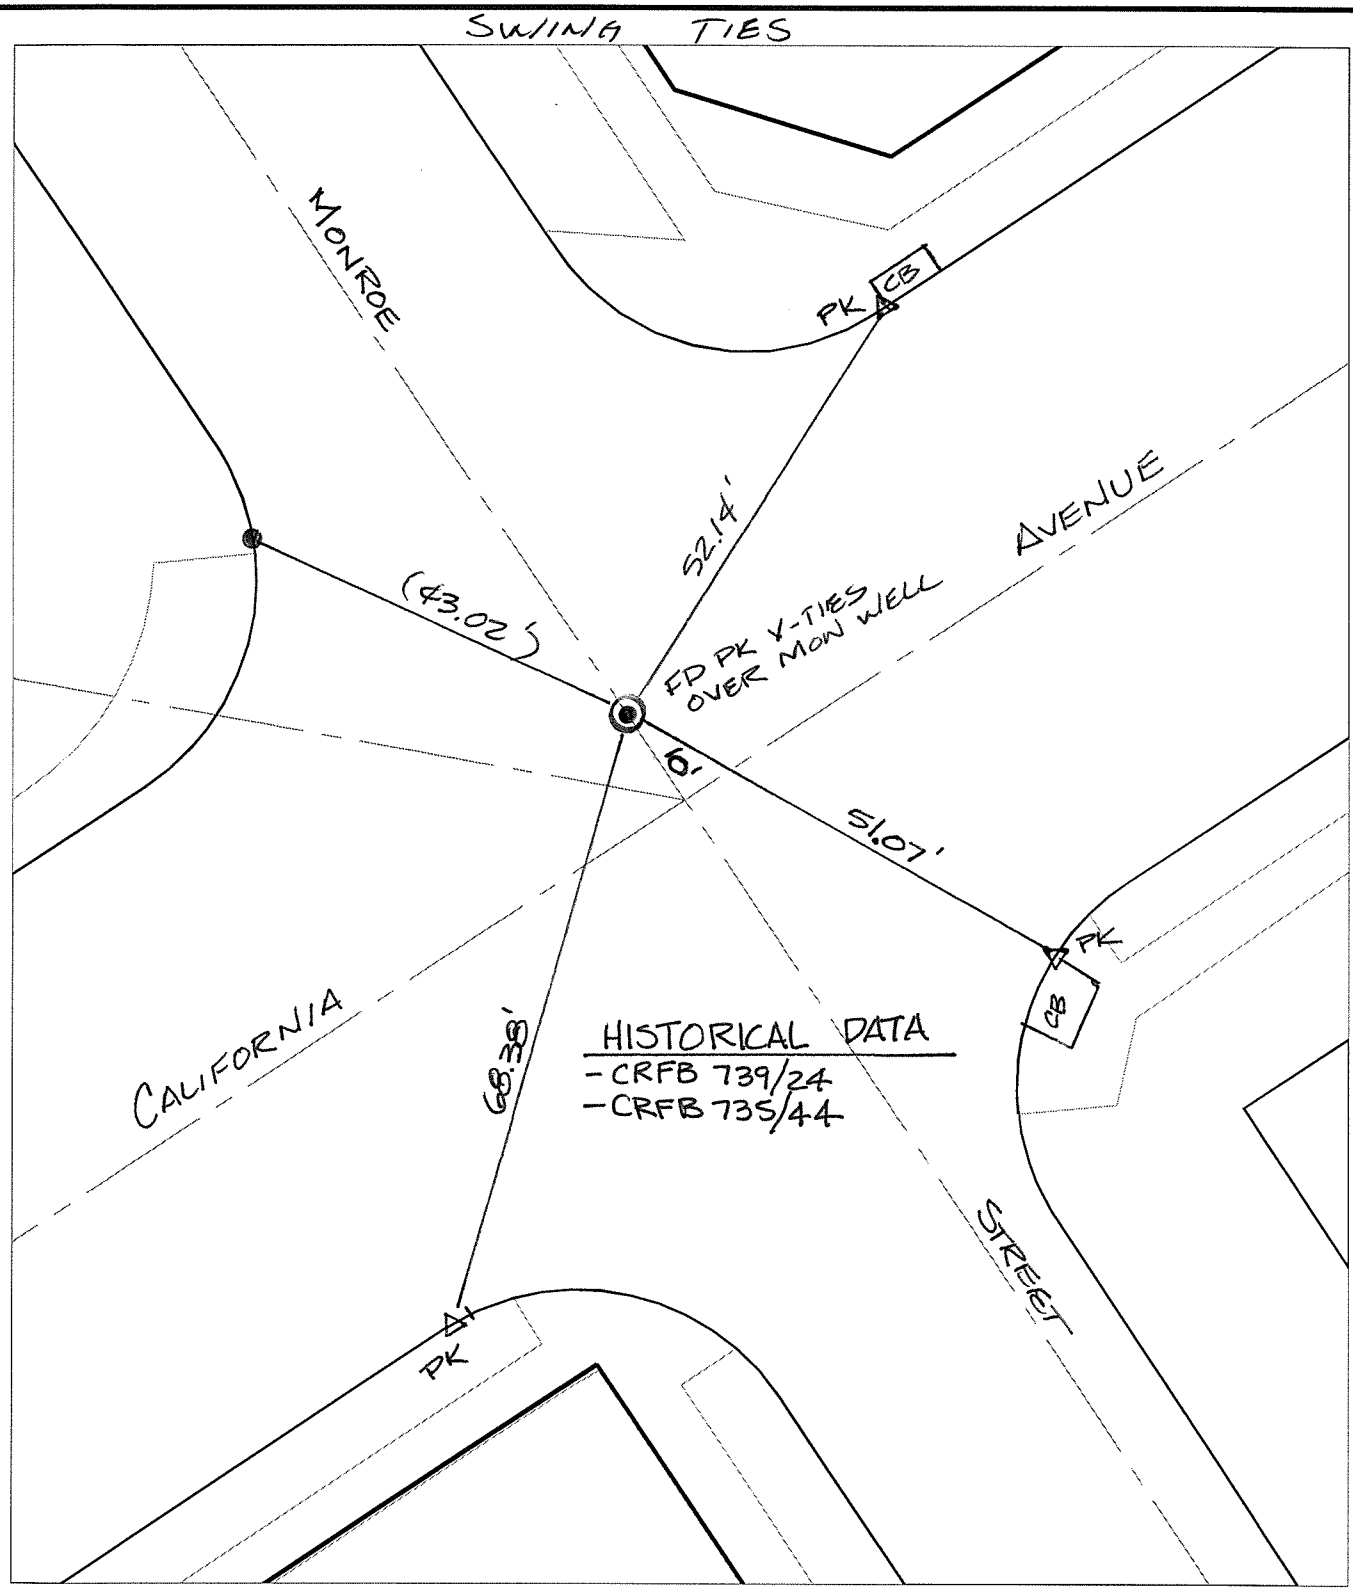 SWING TIES
MONROE
CB
PK
52.14'
AVENUE
(43.02')
FD PK X-TIES
OVER MON WELL
51.07'
PK
CB
CALIFORNIA
68.38'
HISTORICAL DATA
- CRFB 739/24
- CRFB 735/44
STREET
PK